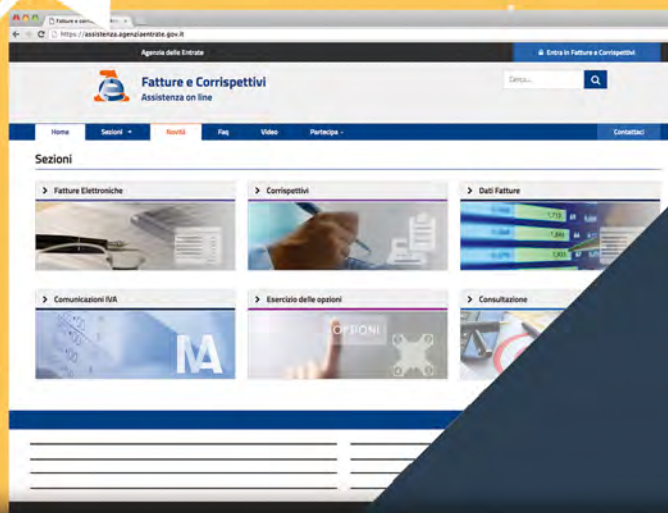 Fatture e corris
https://assistenza.agenziaentrate.gov.it
Agenzia delle Entrate
Entra in Fatture e Corrispettivi
Fatture e Corrispettivi
Assistenza on line
Cerca...
Home Sezioni Novità Faq Video Partecipa Contattaci
Sezioni
Fatture Elettroniche
Corrispettivi
Dati Fatture
Comunicazioni IVA
Esercizio delle opzioni
Consultazione
IVA
OPZIONI